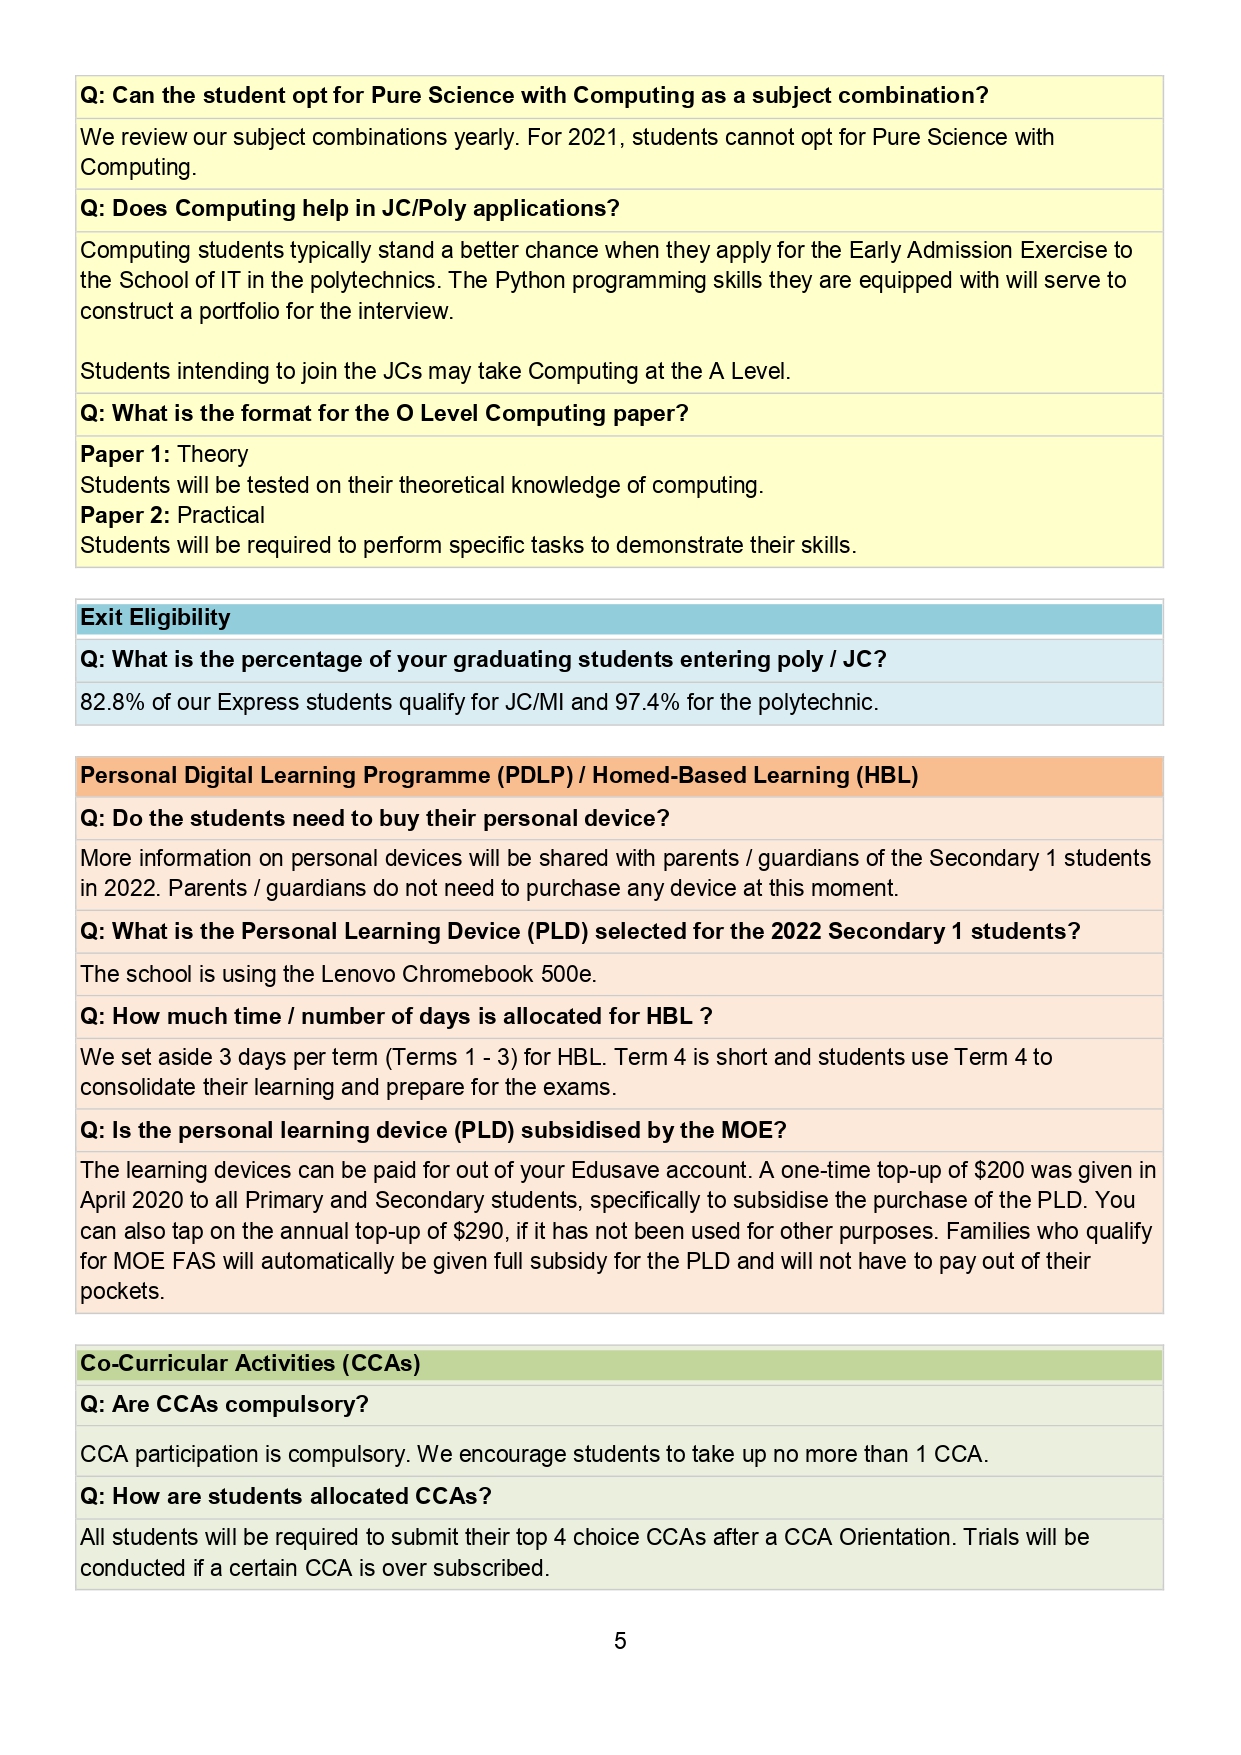 Q: Can the student opt for Pure Science with Computing as a subject combination?
We review our subject combinations yearly. For 2021, students cannot opt for Pure Science with
Computing.
Q: Does Computing help in JC/Poly applications?
Computing students typically stand a better chance when they apply for the Early Admission Exercise to
the School of IT in the polytechnics. The Python programming skills they are equipped with will serve to
construct a portfolio for the interview.
Students intending to join the JCs may take Computing at the A Level.
Q: What is the format for the O Level Computing paper?
Paper 1: Theory
Students will be tested on their theoretical knowledge of computing.
Paper 2: Practical
Students will be required to perform specific tasks to demonstrate their skills.
Exit Eligibility
Q: What is the percentage of your graduating students entering poly / JC?
82.8% of our Express students qualify for JC/MI and 97.4% for the polytechnic.
Personal Digital Learning Programme (PDLP) / Homed-Based Learning (HBL)
Q: Do the students need to buy their personal device?
More information on personal devices will be shared with parents / guardians of the Secondary 1 students
in 2022. Parents / guardians do not need to purchase any device at this moment.
Q: What is the Personal Learning Device (PLD) selected for the 2022 Secondary 1 students?
The school is using the Lenovo Chromebook 500e.
Q: How much time / number of days is allocated for HBL ?
We set aside 3 days per term (Terms 1 - 3) for HBL. Term 4 is short and students use Term 4 to
consolidate their learning and prepare for the exams.
Q: Is the personal learning device (PLD) subsidised by the MOE?
The learning devices can be paid for out of your Edusave account. A one-time top-up of $200 was given in
April 2020 to all Primary and Secondary students, specifically to subsidise the purchase of the PLD. You
can also tap on the annual top-up of $290, if it has not been used for other purposes. Families who qualify
for MOE FAS will automatically be given full subsidy for the PLD and will not have to pay out of their
pockets.
Co-Curricular Activities (CCAs)
Q: Are CCAs compulsory?
CCA participation is compulsory. We encourage students to take up no more than 1 CCA.
Q: How are students allocated CCAs?
All students will be required to submit their top 4 choice CCAs after a CCA Orientation. Trials will be
conducted if a certain CCA is over subscribed.
5